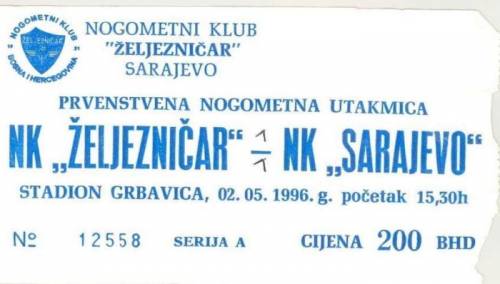 NOGOMETNI KLUB
ŽELJEZNIČAR
BOSNA I HERCEGOVINA
NOGOMETNI KLUB
"ŽELJEZNIČAR"
SARAJEVO
PRVENSTVENA NOGOMETNA UTAKMICA
NK „ŽELJEZNIČAR“ 1 – 1 NK „SARAJEVO“
STADION GRBAVICA, 02.05.1996.g. početak 15,30h
No 12558 SERIJA A CIJENA 200 BHD